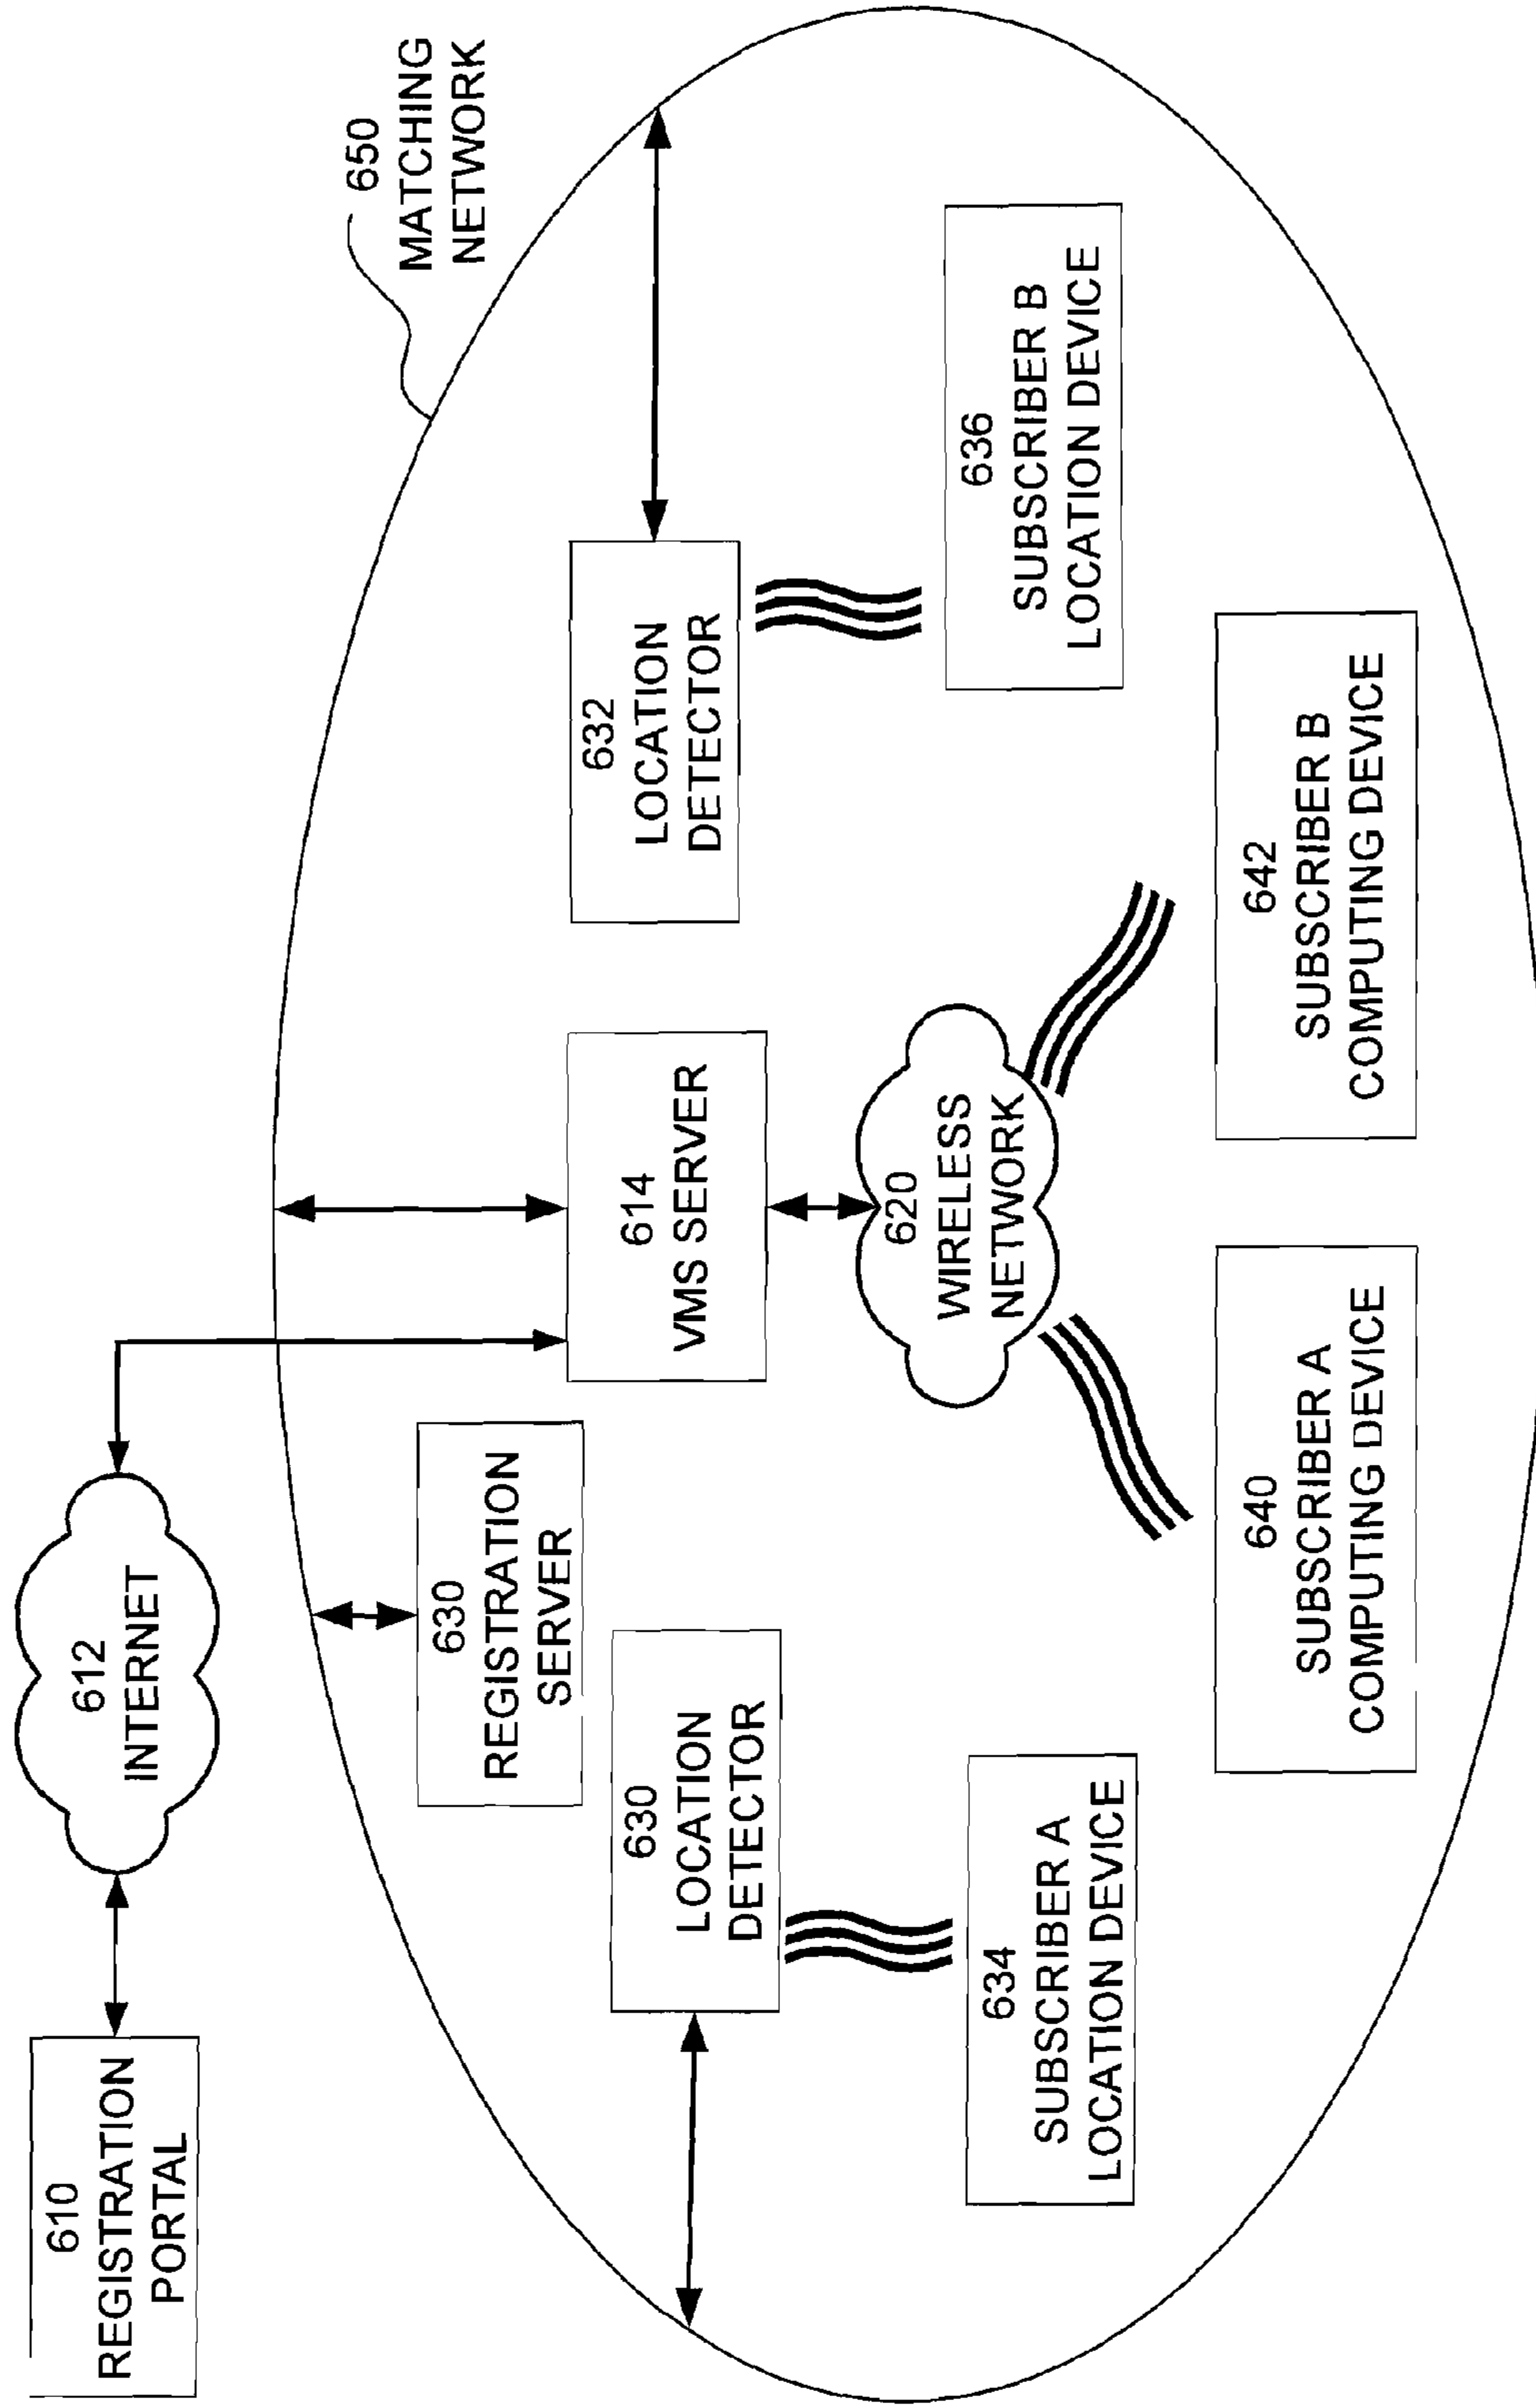 610
REGISTRATION
PORTAL
612
INTERNET
650
MATCHING
NETWORK
630
REGISTRATION
SERVER
630
LOCATION
DETECTOR
614
VMS SERVER
632
LOCATION
DETECTOR
620
WIRELESS
NETWORK
634
SUBSCRIBER A
LOCATION DEVICE
636
SUBSCRIBER B
LOCATION DEVICE
640
SUBSCRIBER A
COMPUTING DEVICE
642
SUBSCRIBER B
COMPUTING DEVICE